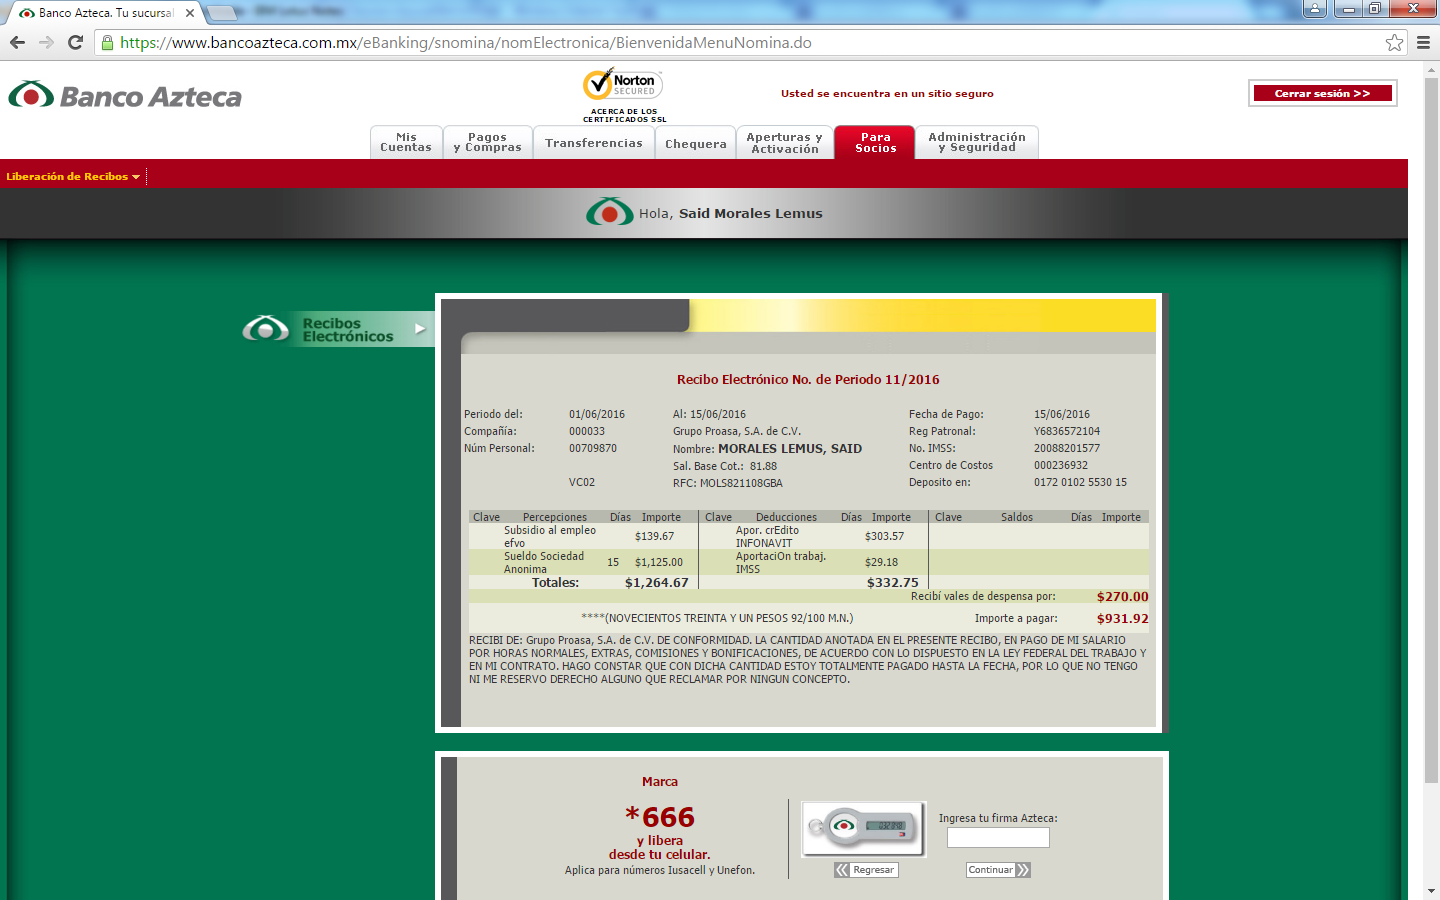 Banco Azteca. Tu sucursal
https://www.bancoazteca.com.mx/eBanking/snomina/nomElectronica/BienvenidaMenuNomina.do
Banco Azteca
Norton
SECURED
ACERCA DE LOS
CERTIFICADOS SSL
Usted se encuentra en un sitio seguro
Cerrar sesión >>
Mis Cuentas
Pagos y Compras
Transferencias
Chequera
Aperturas y Activación
Para Socios
Administración y Seguridad
Liberación de Recibos
Hola, Said Morales Lemus
Recibos
Electrónicos
Recibo Electrónico No. de Periodo 11/2016
Periodo del: 01/06/2016 Al: 15/06/2016 Fecha de Pago: 15/06/2016
Compañía: 000033 Grupo Proasa, S.A. de C.V. Reg Patronal: Y6836572104
Núm Personal: 00709870 Nombre: MORALES LEMUS, SAID No. IMSS: 20088201577
Sal. Base Cot.: 81.88 Centro de Costos 000236932
VC02 RFC: MOLS821108GBA Deposito en: 0172 0102 5530 15
Clave Percepciones Días Importe Clave Deducciones Días Importe Clave Saldos Días Importe
Subsidio al empleo efvo $139.67 Apor. crEdito INFONAVIT $303.57
Sueldo Sociedad Anonima 15 $1,125.00 AportaciOn trabaj. IMSS $29.18
Totales: $1,264.67 $332.75
Recibí vales de despensa por: $270.00
****(NOVECIENTOS TREINTA Y UN PESOS 92/100 M.N.) Importe a pagar: $931.92
RECIBI DE: Grupo Proasa, S.A. de C.V. DE CONFORMIDAD. LA CANTIDAD ANOTADA EN EL PRESENTE RECIBO, EN PAGO DE MI SALARIO
POR HORAS NORMALES, EXTRAS, COMISIONES Y BONIFICACIONES, DE ACUERDO CON LO DISPUESTO EN LA LEY FEDERAL DEL TRABAJO Y
EN MI CONTRATO. HAGO CONSTAR QUE CON DICHA CANTIDAD ESTOY TOTALMENTE PAGADO HASTA LA FECHA, POR LO QUE NO TENGO
NI ME RESERVO DERECHO ALGUNO QUE RECLAMAR POR NINGUN CONCEPTO.
Marca
*666
y libera
desde tu celular.
Aplica para números Iusacell y Unefon.
Ingresa tu firma Azteca:
Regresar
Continuar